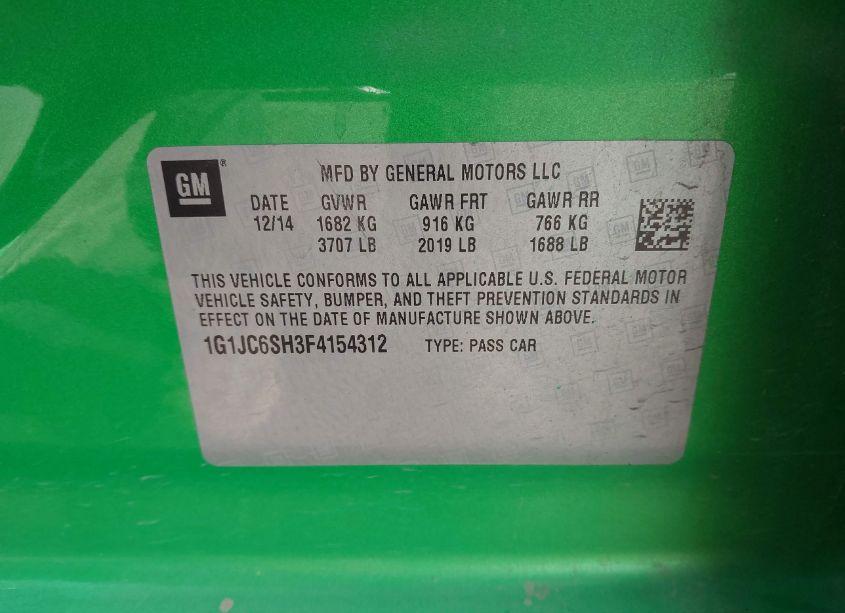 GM ®
MFD BY GENERAL MOTORS LLC
DATE GVWR GAWR FRT GAWR RR
12/14 1682 KG 916 KG 766 KG
3707 LB 2019 LB 1688 LB
THIS VEHICLE CONFORMS TO ALL APPLICABLE U.S. FEDERAL MOTOR
VEHICLE SAFETY, BUMPER, AND THEFT PREVENTION STANDARDS IN
EFFECT ON THE DATE OF MANUFACTURE SHOWN ABOVE.
1G1JC6SH3F4154312 TYPE: PASS CAR